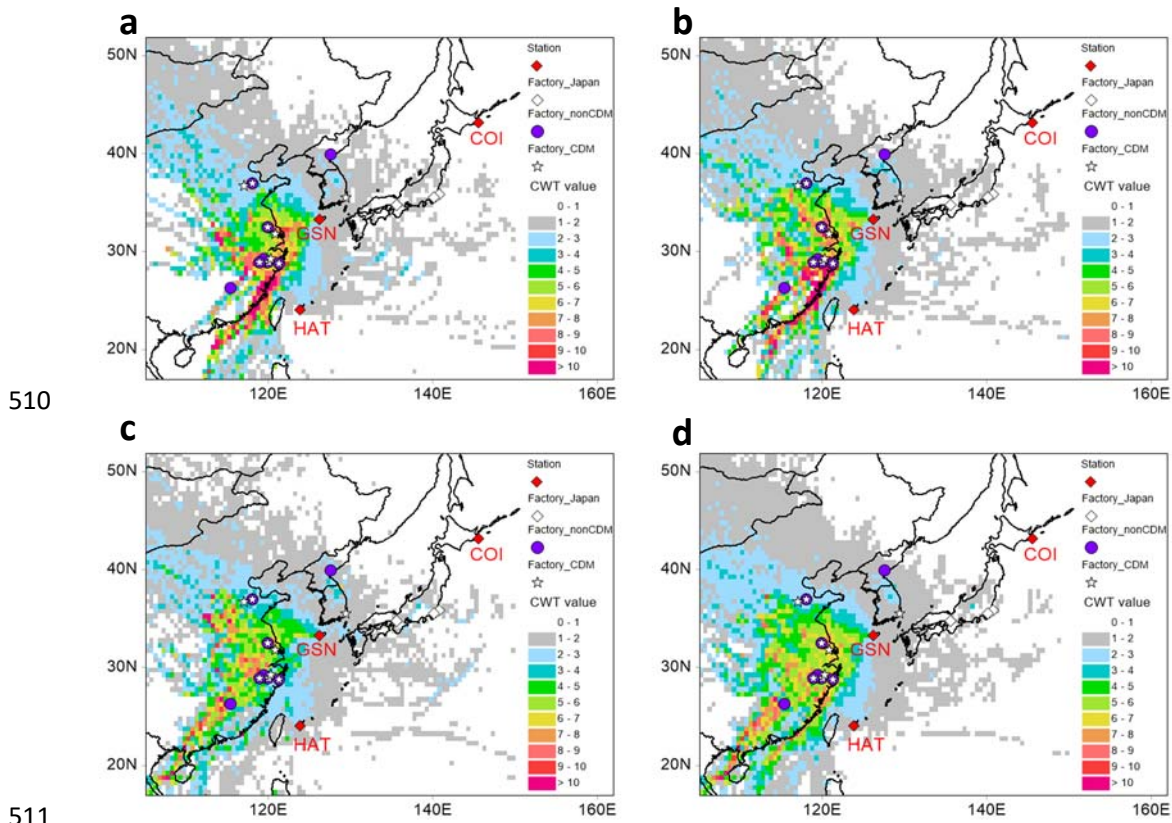 a
50N
40N
30N
20N
120E
140E
160E
Station
Factory_Japan
Factory_nonCDM
Factory_CDM
CWT value
0 - 1
1 - 2
2 - 3
3 - 4
4 - 5
5 - 6
6 - 7
7 - 8
8 - 9
9 - 10
> 10
COI
GSN
HAT
b
50N
40N
30N
20N
120E
140E
160E
Station
Factory_Japan
Factory_nonCDM
Factory_CDM
CWT value
0 - 1
1 - 2
2 - 3
3 - 4
4 - 5
5 - 6
6 - 7
7 - 8
8 - 9
9 - 10
> 10
COI
GSN
HAT
510
c
50N
40N
30N
20N
120E
140E
160E
Station
Factory_Japan
Factory_nonCDM
Factory_CDM
CWT value
0 - 1
1 - 2
2 - 3
3 - 4
4 - 5
5 - 6
6 - 7
7 - 8
8 - 9
9 - 10
> 10
COI
GSN
HAT
d
50N
40N
30N
20N
120E
140E
160E
Station
Factory_Japan
Factory_nonCDM
Factory_CDM
CWT value
0 - 1
1 - 2
2 - 3
3 - 4
4 - 5
5 - 6
6 - 7
7 - 8
8 - 9
9 - 10
> 10
COI
GSN
HAT
511